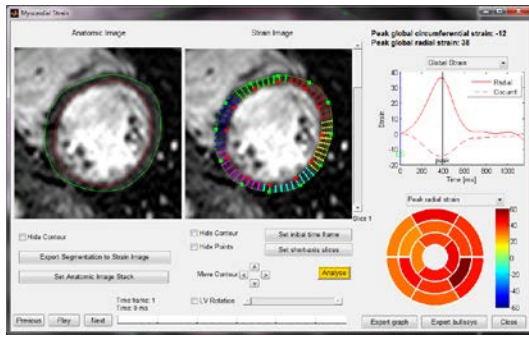 Myocardial Strain
Anatomic Image
Strain Image
Peak global circumferential strain: -12
Peak global radial strain: 38
Global Strain
Radial
Circumf.
40
30
20
10
0
-10
-20
Strain
0
200
400
600
800
1000
Time [ms]
Slice 1
Hide Contour
Export Segmentation to Strain Image
Set Anatomic Image Stack
Hide Contour
Hide Points
Set initial time frame
Set short-axis slices
Move Contour
Analyse
LV Rotation
Peak radial strain
60
40
20
0
-20
-40
-60
Time frame: 1
Time: 0 ms
Previous
Play
Next
Export graph
Export bullseye
Close